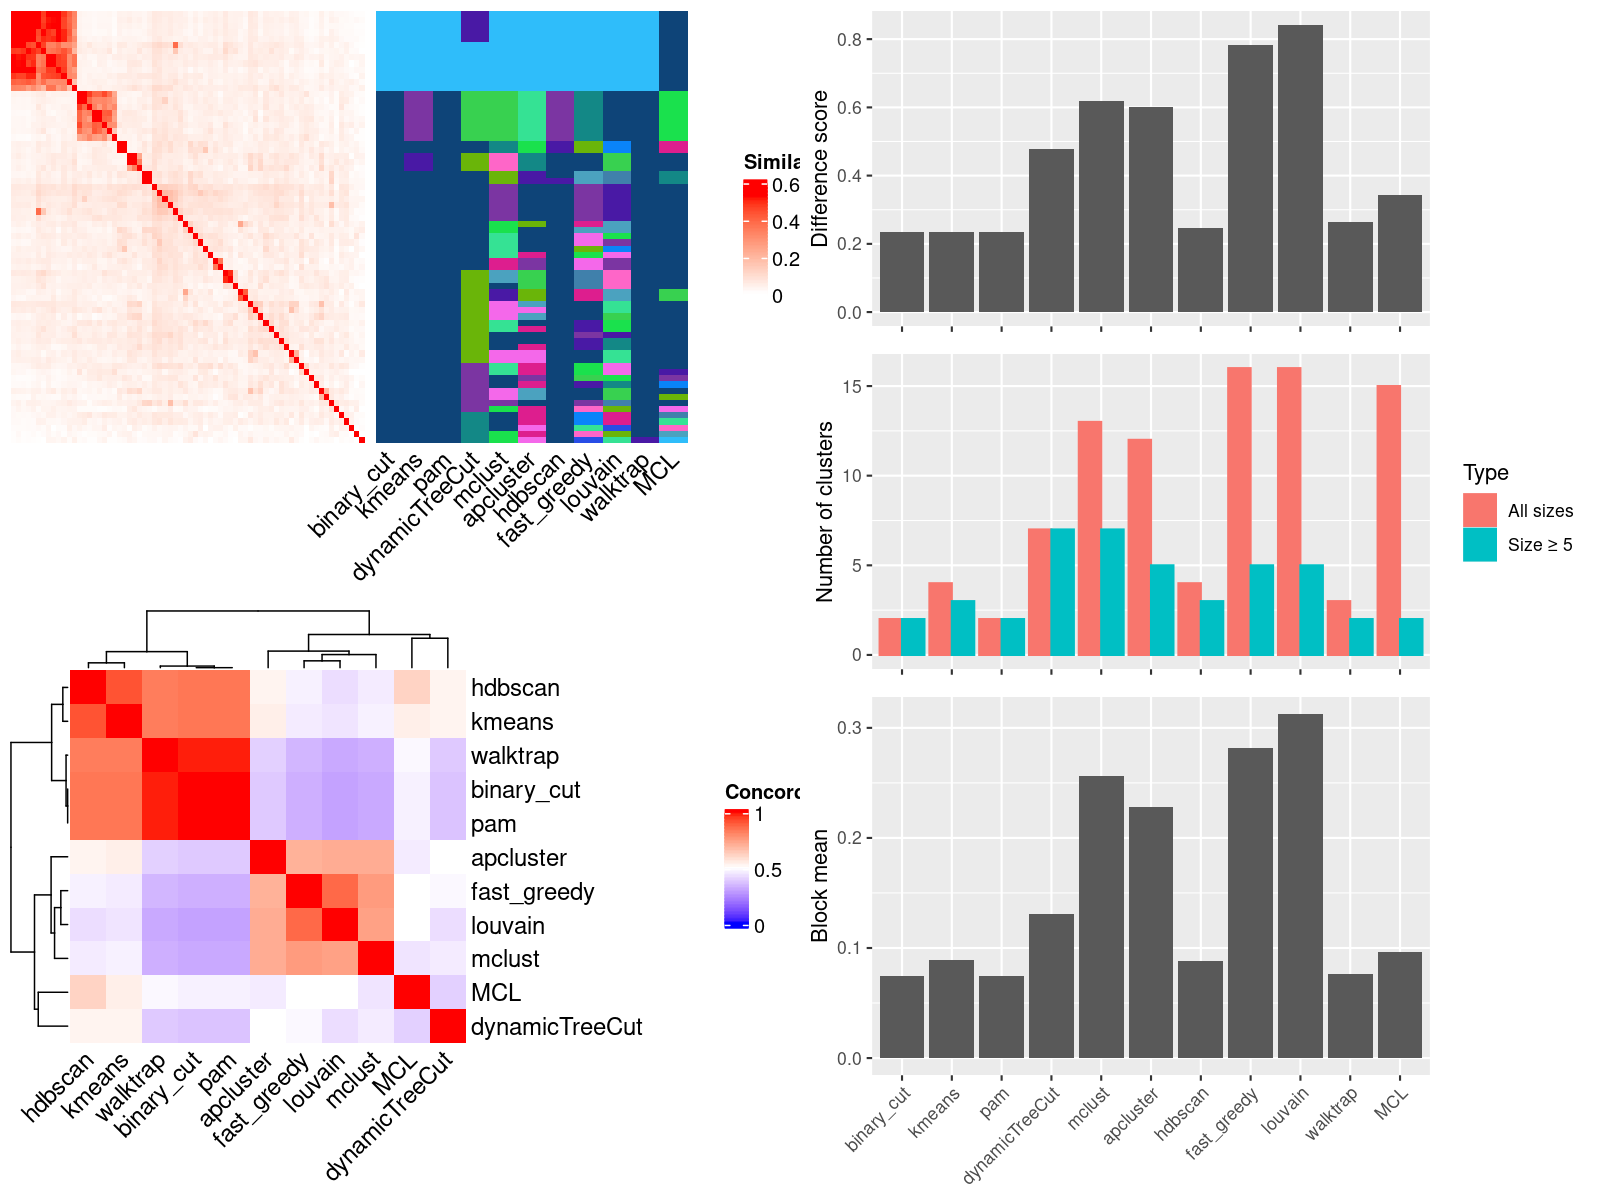 Simila
0.6
0.4
0.2
0
binary_cut
kmeans
pam
dynamicTreeCut
mclust
apcluster
hdbscan
fast_greedy
louvain
walktrap
MCL
hdbscan
kmeans
walktrap
binary_cut
pam
apcluster
fast_greedy
louvain
mclust
MCL
dynamicTreeCut
hdbscan
kmeans
walktrap
binary_cut
pam
apcluster
fast_greedy
louvain
mclust
MCL
dynamicTreeCut
Concord
1
0.5
0
Difference score
0.8
0.6
0.4
0.2
0.0
Number of clusters
15
10
5
0
Type
All sizes
Size ≥ 5
Block mean
0.3
0.2
0.1
0.0
binary_cut
kmeans
pam
dynamicTreeCut
mclust
apcluster
hdbscan
fast_greedy
louvain
walktrap
MCL